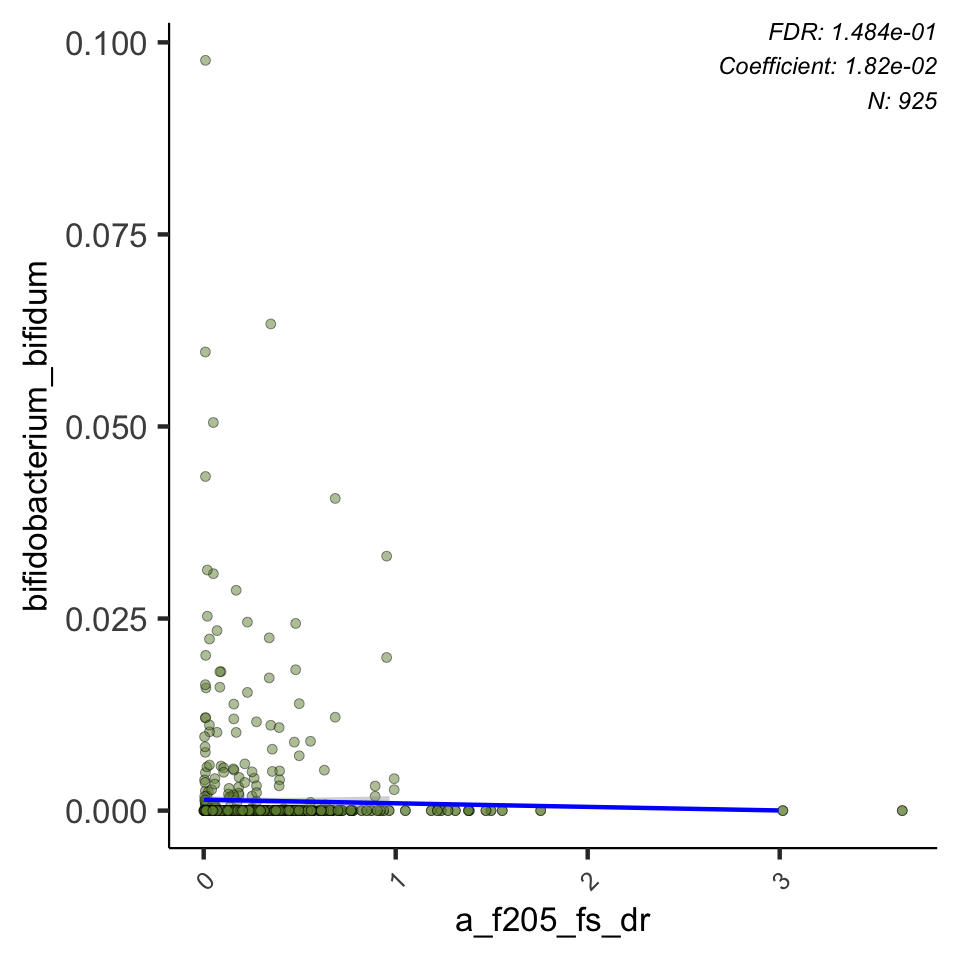 FDR: 1.484e-01
Coefficient: 1.82e-02
N: 925
0.100
0.075
0.050
0.025
0.000
bifidobacterium_bifidum
0
1
2
3
a_f205_fs_dr